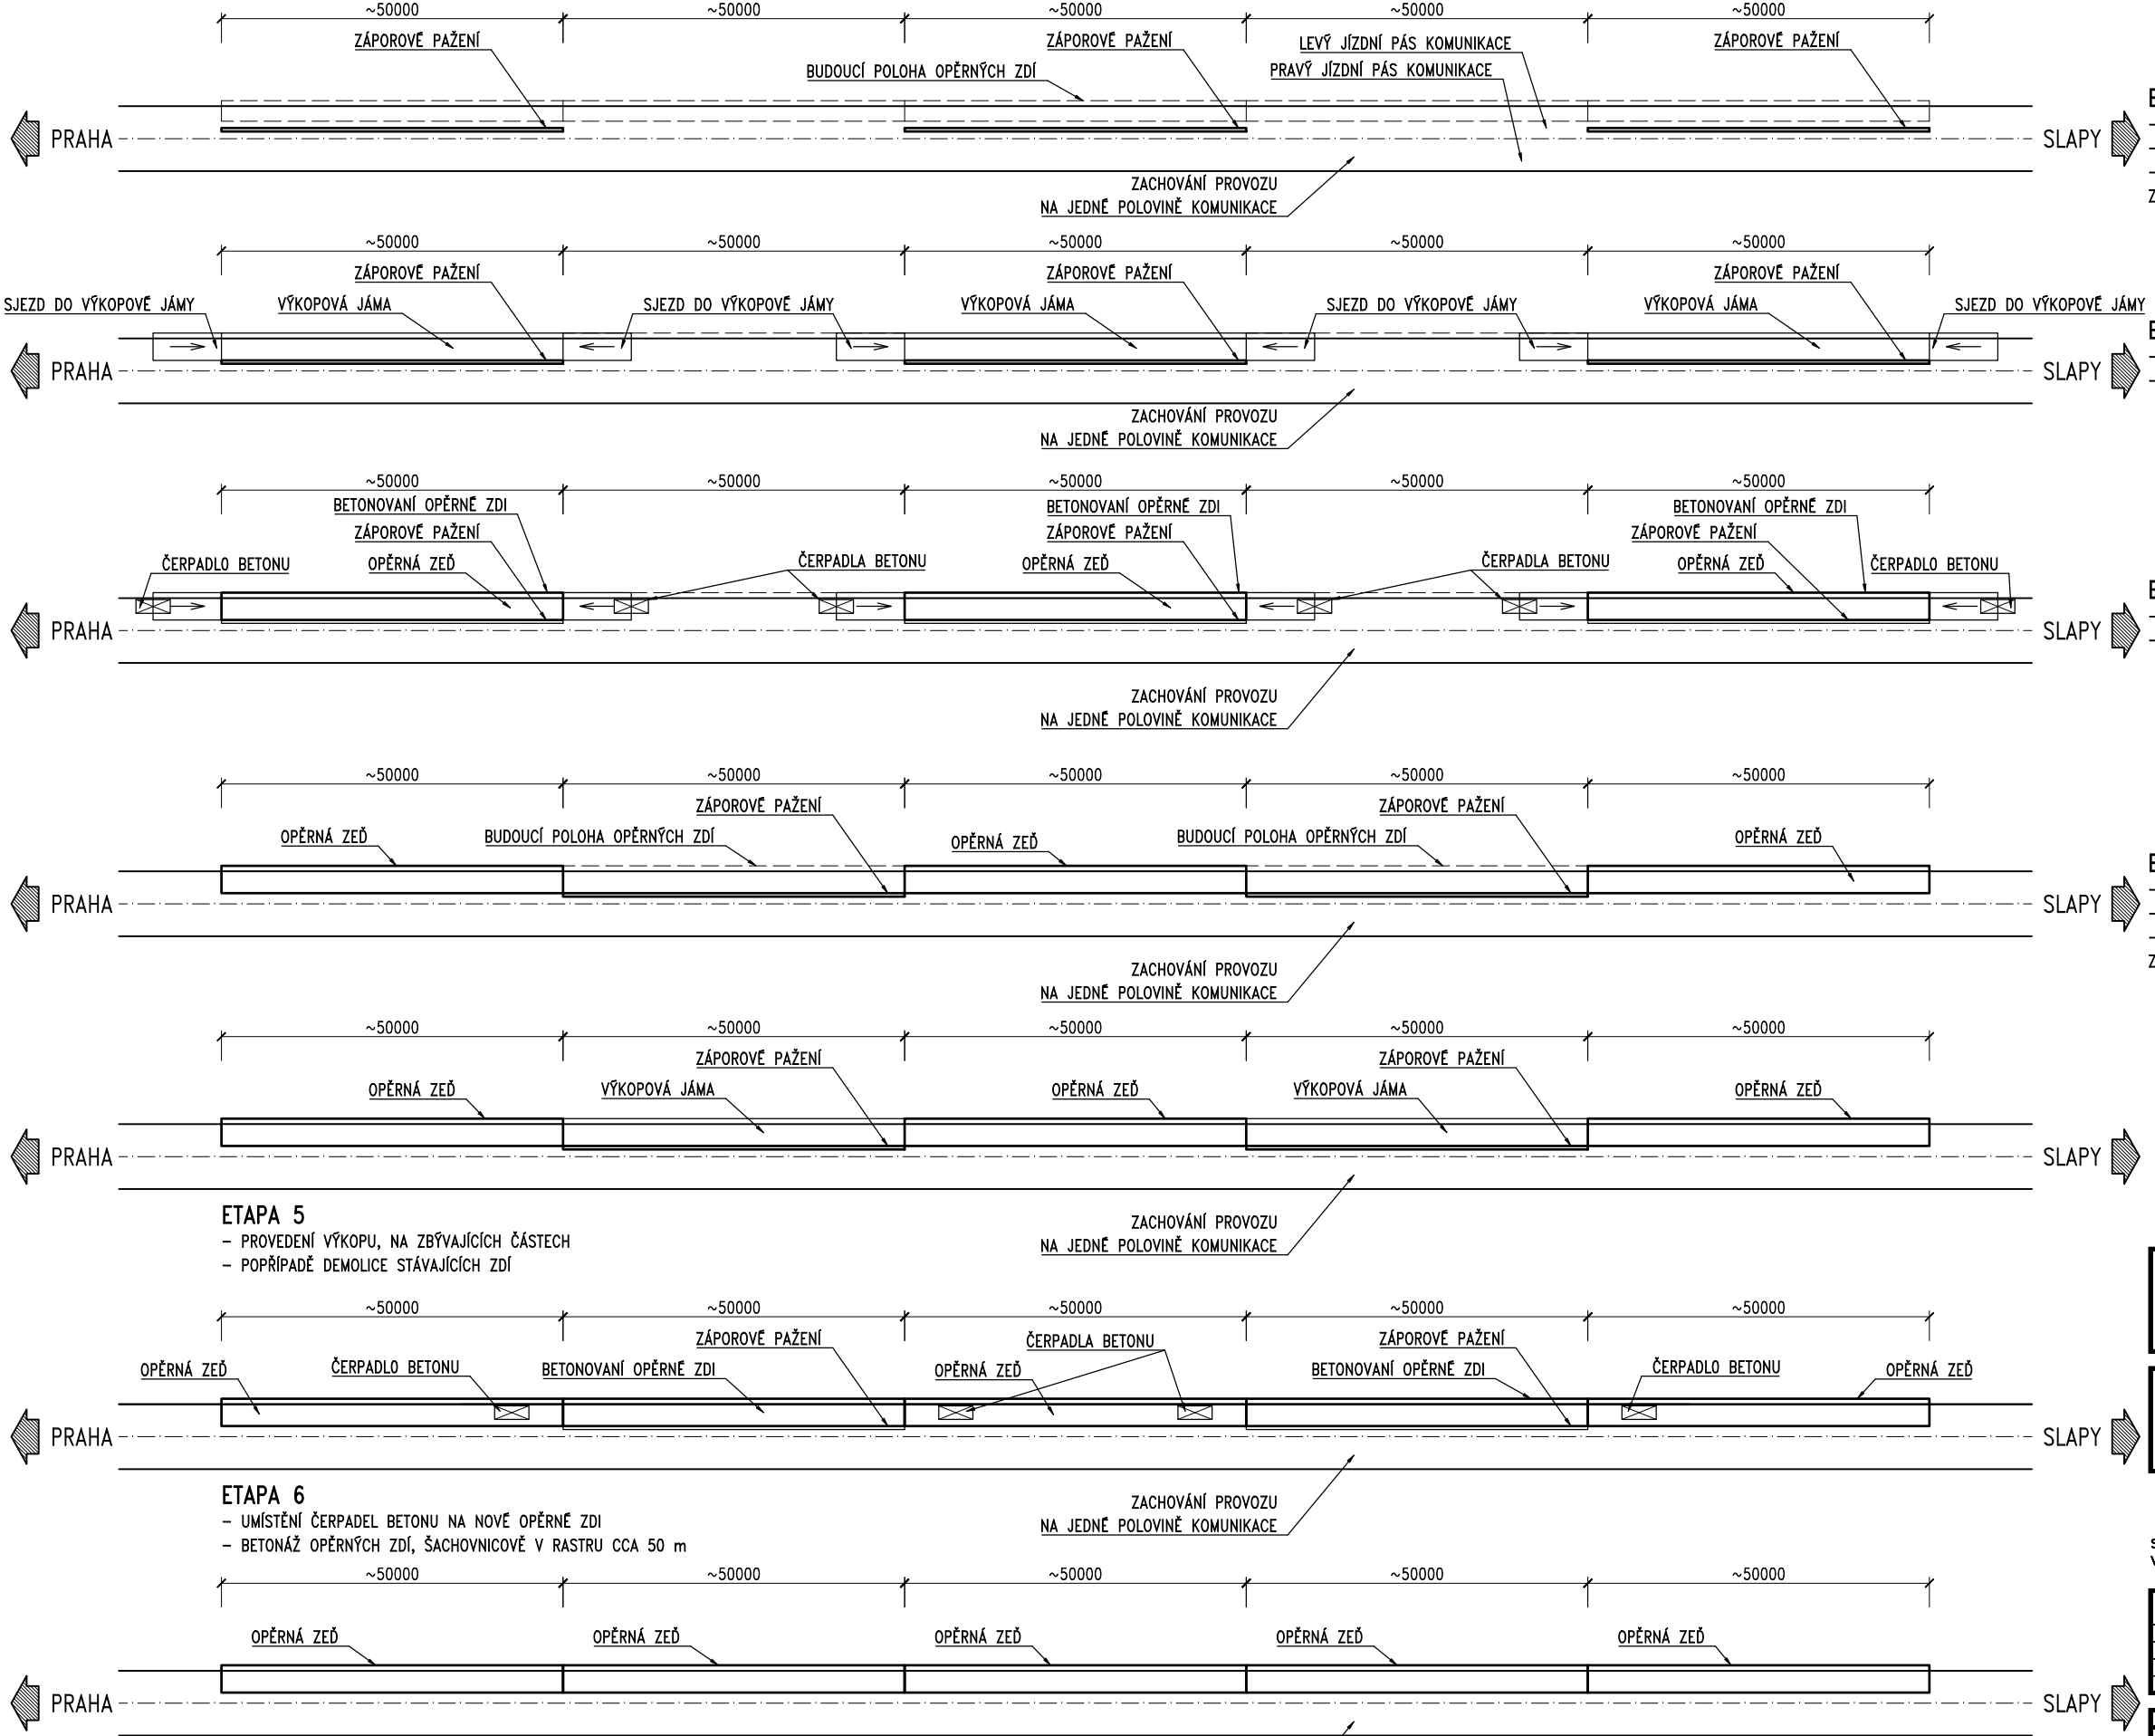 ~50000 ~50000 ~50000 ~50000 ~50000
ZÁPOROVÉ PAŽENÍ ZÁPOROVÉ PAŽENÍ LEVÝ JÍZDNÍ PÁS KOMUNIKACE ZÁPOROVÉ PAŽENÍ
BUDOUCÍ POLOHA OPĚRNÝCH ZDÍ PRAVÝ JÍZDNÍ PÁS KOMUNIKACE
PRAHA SLAPY
ZACHOVÁNÍ PROVOZU
NA JEDNÉ POLOVINĚ KOMUNIKACE
~50000 ~50000 ~50000 ~50000 ~50000
ZÁPOROVÉ PAŽENÍ ZÁPOROVÉ PAŽENÍ ZÁPOROVÉ PAŽENÍ
SJEZD DO VÝKOPOVÉ JÁMY VÝKOPOVÁ JÁMA SJEZD DO VÝKOPOVÉ JÁMY VÝKOPOVÁ JÁMA SJEZD DO VÝKOPOVÉ JÁMY VÝKOPOVÁ JÁMA SJEZD DO VÝKOPOVÉ JÁMY
PRAHA SLAPY
ZACHOVÁNÍ PROVOZU
NA JEDNÉ POLOVINĚ KOMUNIKACE
~50000 ~50000 ~50000 ~50000 ~50000
BETONOVANÍ OPĚRNÉ ZDI BETONOVANÍ OPĚRNÉ ZDI BETONOVANÍ OPĚRNÉ ZDI
ZÁPOROVÉ PAŽENÍ ZÁPOROVÉ PAŽENÍ ZÁPOROVÉ PAŽENÍ
ČERPADLO BETONU OPĚRNÁ ZEĎ ČERPADLA BETONU OPĚRNÁ ZEĎ ČERPADLA BETONU OPĚRNÁ ZEĎ ČERPADLO BETONU
PRAHA SLAPY
ZACHOVÁNÍ PROVOZU
NA JEDNÉ POLOVINĚ KOMUNIKACE
~50000 ~50000 ~50000 ~50000 ~50000
ZÁPOROVÉ PAŽENÍ ZÁPOROVÉ PAŽENÍ
OPĚRNÁ ZEĎ BUDOUCÍ POLOHA OPĚRNÝCH ZDÍ OPĚRNÁ ZEĎ BUDOUCÍ POLOHA OPĚRNÝCH ZDÍ OPĚRNÁ ZEĎ
PRAHA SLAPY
ZACHOVÁNÍ PROVOZU
NA JEDNÉ POLOVINĚ KOMUNIKACE
~50000 ~50000 ~50000 ~50000 ~50000
ZÁPOROVÉ PAŽENÍ ZÁPOROVÉ PAŽENÍ
OPĚRNÁ ZEĎ VÝKOPOVÁ JÁMA OPĚRNÁ ZEĎ VÝKOPOVÁ JÁMA OPĚRNÁ ZEĎ
PRAHA SLAPY
ETAPA 5
- PROVEDENÍ VÝKOPU, NA ZBÝVAJÍCÍCH ČÁSTECH
- POPŘÍPADĚ DEMOLICE STÁVAJÍCÍCH ZDÍ
ZACHOVÁNÍ PROVOZU
NA JEDNÉ POLOVINĚ KOMUNIKACE
~50000 ~50000 ~50000 ~50000 ~50000
ZÁPOROVÉ PAŽENÍ ČERPADLA BETONU ZÁPOROVÉ PAŽENÍ
OPĚRNÁ ZEĎ ČERPADLO BETONU BETONOVANÍ OPĚRNÉ ZDI OPĚRNÁ ZEĎ BETONOVANÍ OPĚRNÉ ZDI ČERPADLO BETONU OPĚRNÁ ZEĎ
PRAHA SLAPY
ETAPA 6
- UMÍSTĚNÍ ČERPADEL BETONU NA NOVÉ OPĚRNÉ ZDI
- BETONÁŽ OPĚRNÝCH ZDÍ, ŠACHOVNICOVĚ V RASTRU CCA 50 m
ZACHOVÁNÍ PROVOZU
NA JEDNÉ POLOVINĚ KOMUNIKACE
~50000 ~50000 ~50000 ~50000 ~50000
OPĚRNÁ ZEĎ OPĚRNÁ ZEĎ OPĚRNÁ ZEĎ OPĚRNÁ ZEĎ OPĚRNÁ ZEĎ
PRAHA SLAPY